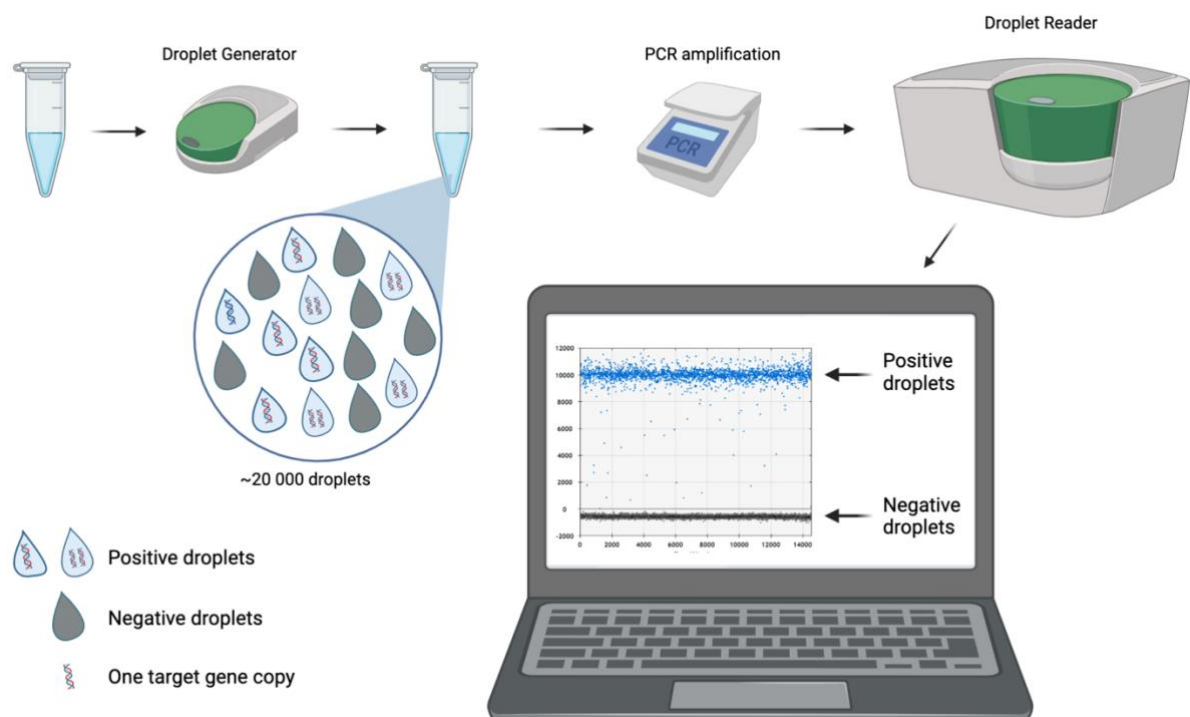 Droplet Generator
PCR amplification
Droplet Reader
PCR
~20 000 droplets
12000
10000
8000
6000
4000
2000
0
-2000
0 2000 4000 6000 8000 10000 12000 14000
Positive
droplets
Negative
droplets
Positive droplets
Negative droplets
One target gene copy